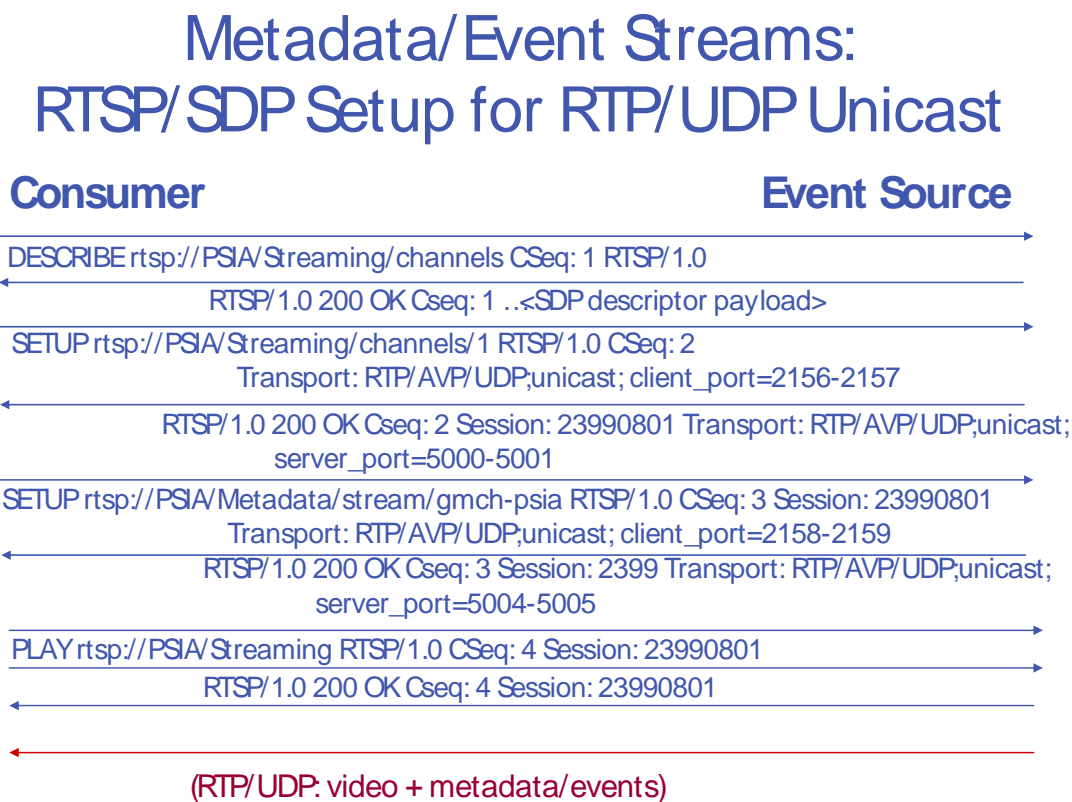 Metadata/Event Streams:
RTSP/SDP Setup for RTP/UDP Unicast
Consumer
Event Source
DESCRIBE rtsp://PSIA/Streaming/channels CSeq: 1 RTSP/1.0
RTSP/1.0 200 OK Cseq: 1 ...<SDP descriptor payload>
SETUP rtsp://PSIA/Streaming/channels/1 RTSP/1.0 CSeq: 2
Transport: RTP/AVP/UDP;unicast; client_port=2156-2157
RTSP/1.0 200 OK Cseq: 2 Session: 23990801 Transport: RTP/AVP/UDP;unicast;
server_port=5000-5001
SETUP rtsp://PSIA/Metadata/stream/gmch-psia RTSP/1.0 CSeq: 3 Session: 23990801
Transport: RTP/AVP/UDP;unicast; client_port=2158-2159
RTSP/1.0 200 OK Cseq: 3 Session: 2399 Transport: RTP/AVP/UDP;unicast;
server_port=5004-5005
PLAY rtsp://PSIA/Streaming RTSP/1.0 CSeq: 4 Session: 23990801
RTSP/1.0 200 OK Cseq: 4 Session: 23990801
(RTP/UDP: video + metadata/events)